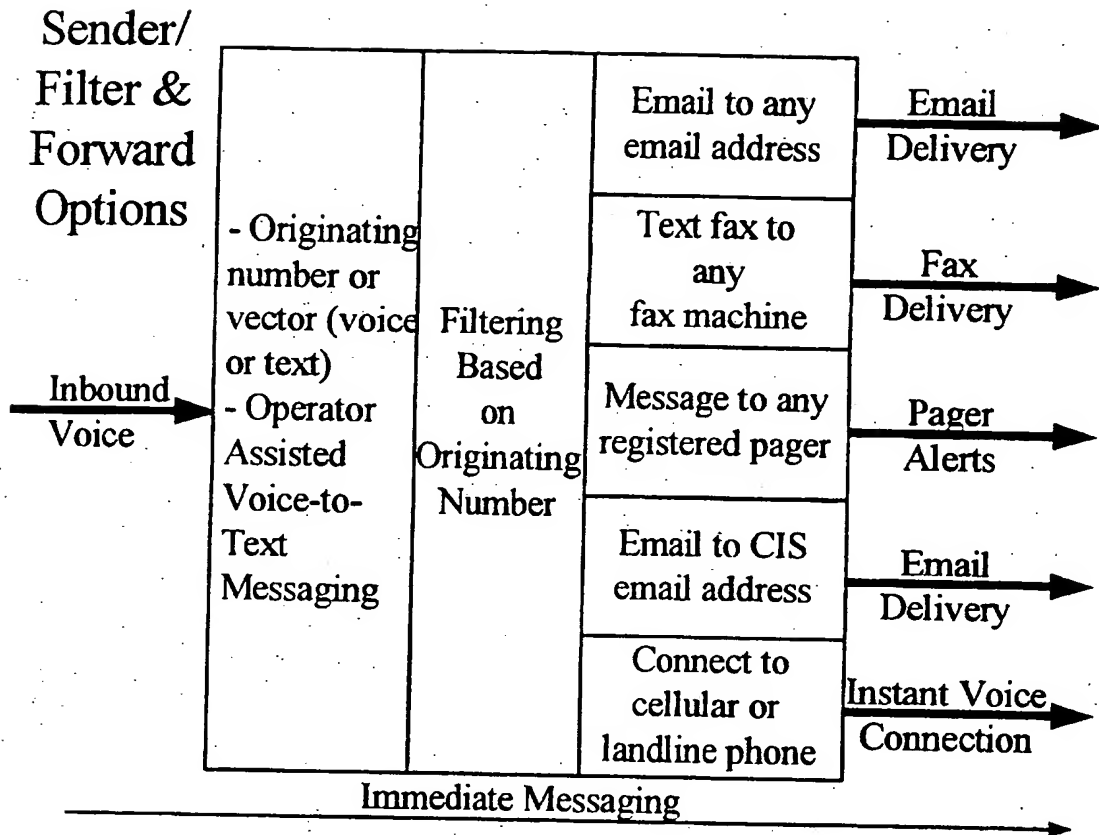 Sender/
Filter &
Forward
Options
Inbound
Voice
- Originating
number or
vector (voice
or text)
- Operator
Assisted
Voice-to-
Text
Messaging
Filtering
Based
on
Originating
Number
Email to any
email address
Text fax to
any
fax machine
Message to any
registered pager
Email to CIS
email address
Connect to
cellular or
landline phone
Email
Delivery
Fax
Delivery
Pager
Alerts
Email
Delivery
Instant Voice
Connection
Immediate Messaging